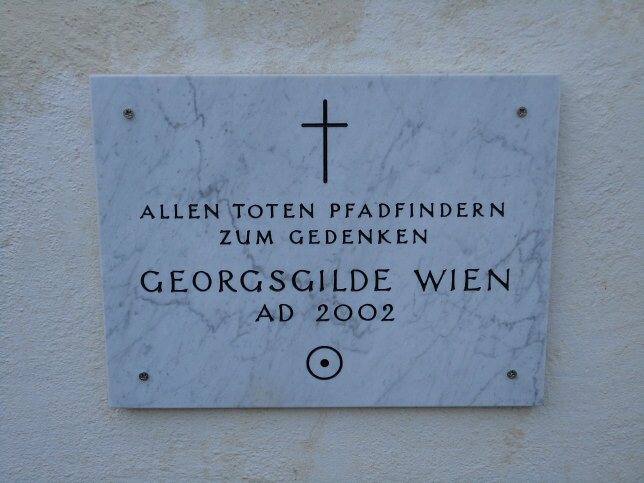 ALLEN TOTEN PFADFINDERN
ZUM GEDENKEN
GEORGSGILDE WIEN
AD 2002